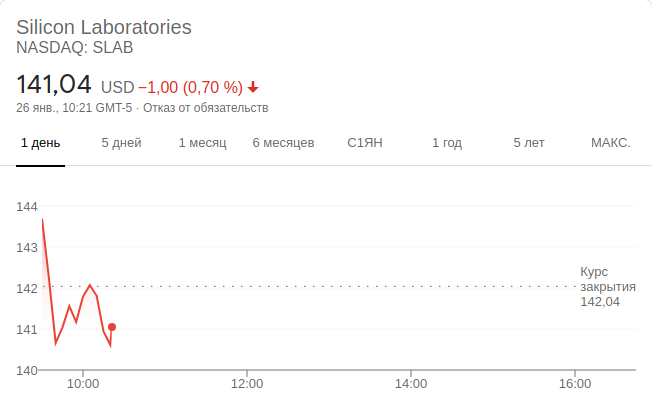 Silicon Laboratories
NASDAQ: SLAB
141,04 USD −1,00 (0,70 %)
26 янв., 10:21 GMT-5 · Отказ от обязательств
1 день 5 дней 1 месяц 6 месяцев С1ЯН 1 год 5 лет МАКС.
144
143
Курс
142 закрытия
142,04
141
140
10:00 12:00 14:00 16:00